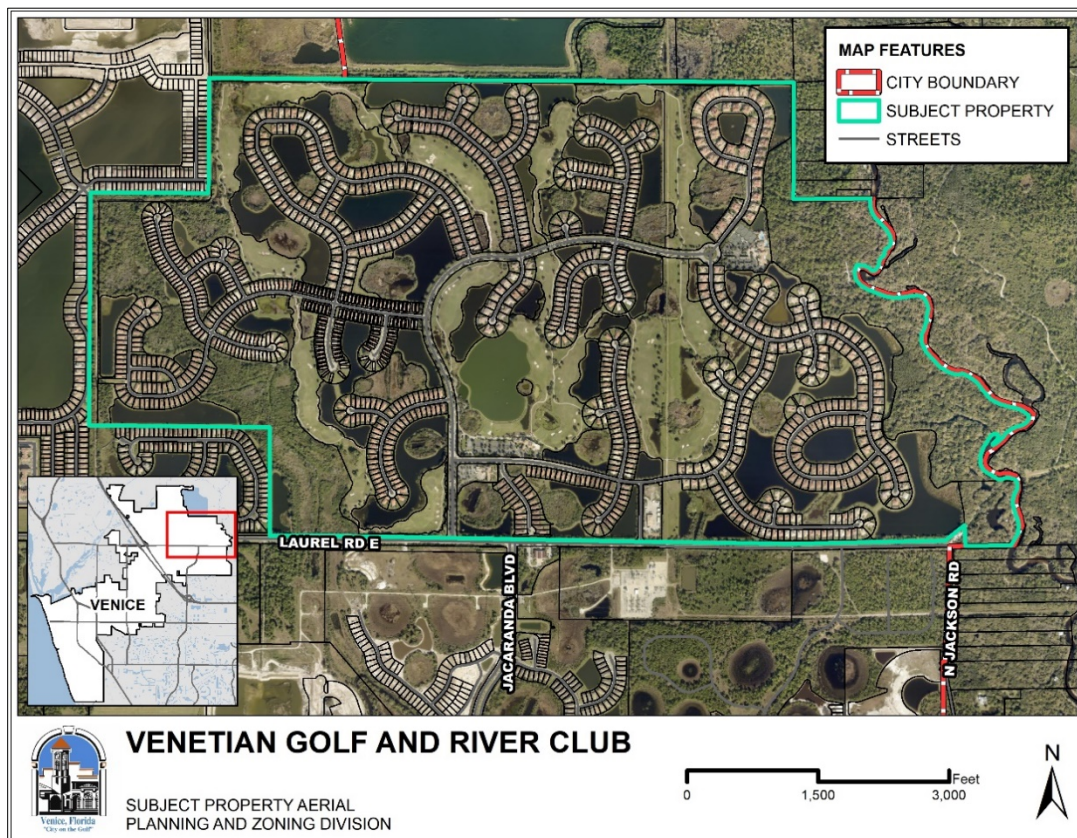 MAP FEATURES
CITY BOUNDARY
SUBJECT PROPERTY
STREETS
LAUREL RD E
JACARANDA BLVD
N JACKSON RD
VENICE
VENETIAN GOLF AND RIVER CLUB
SUBJECT PROPERTY AERIAL
PLANNING AND ZONING DIVISION
Venice, Florida
"City on the Gulf"
Feet
0 1,500 3,000
N